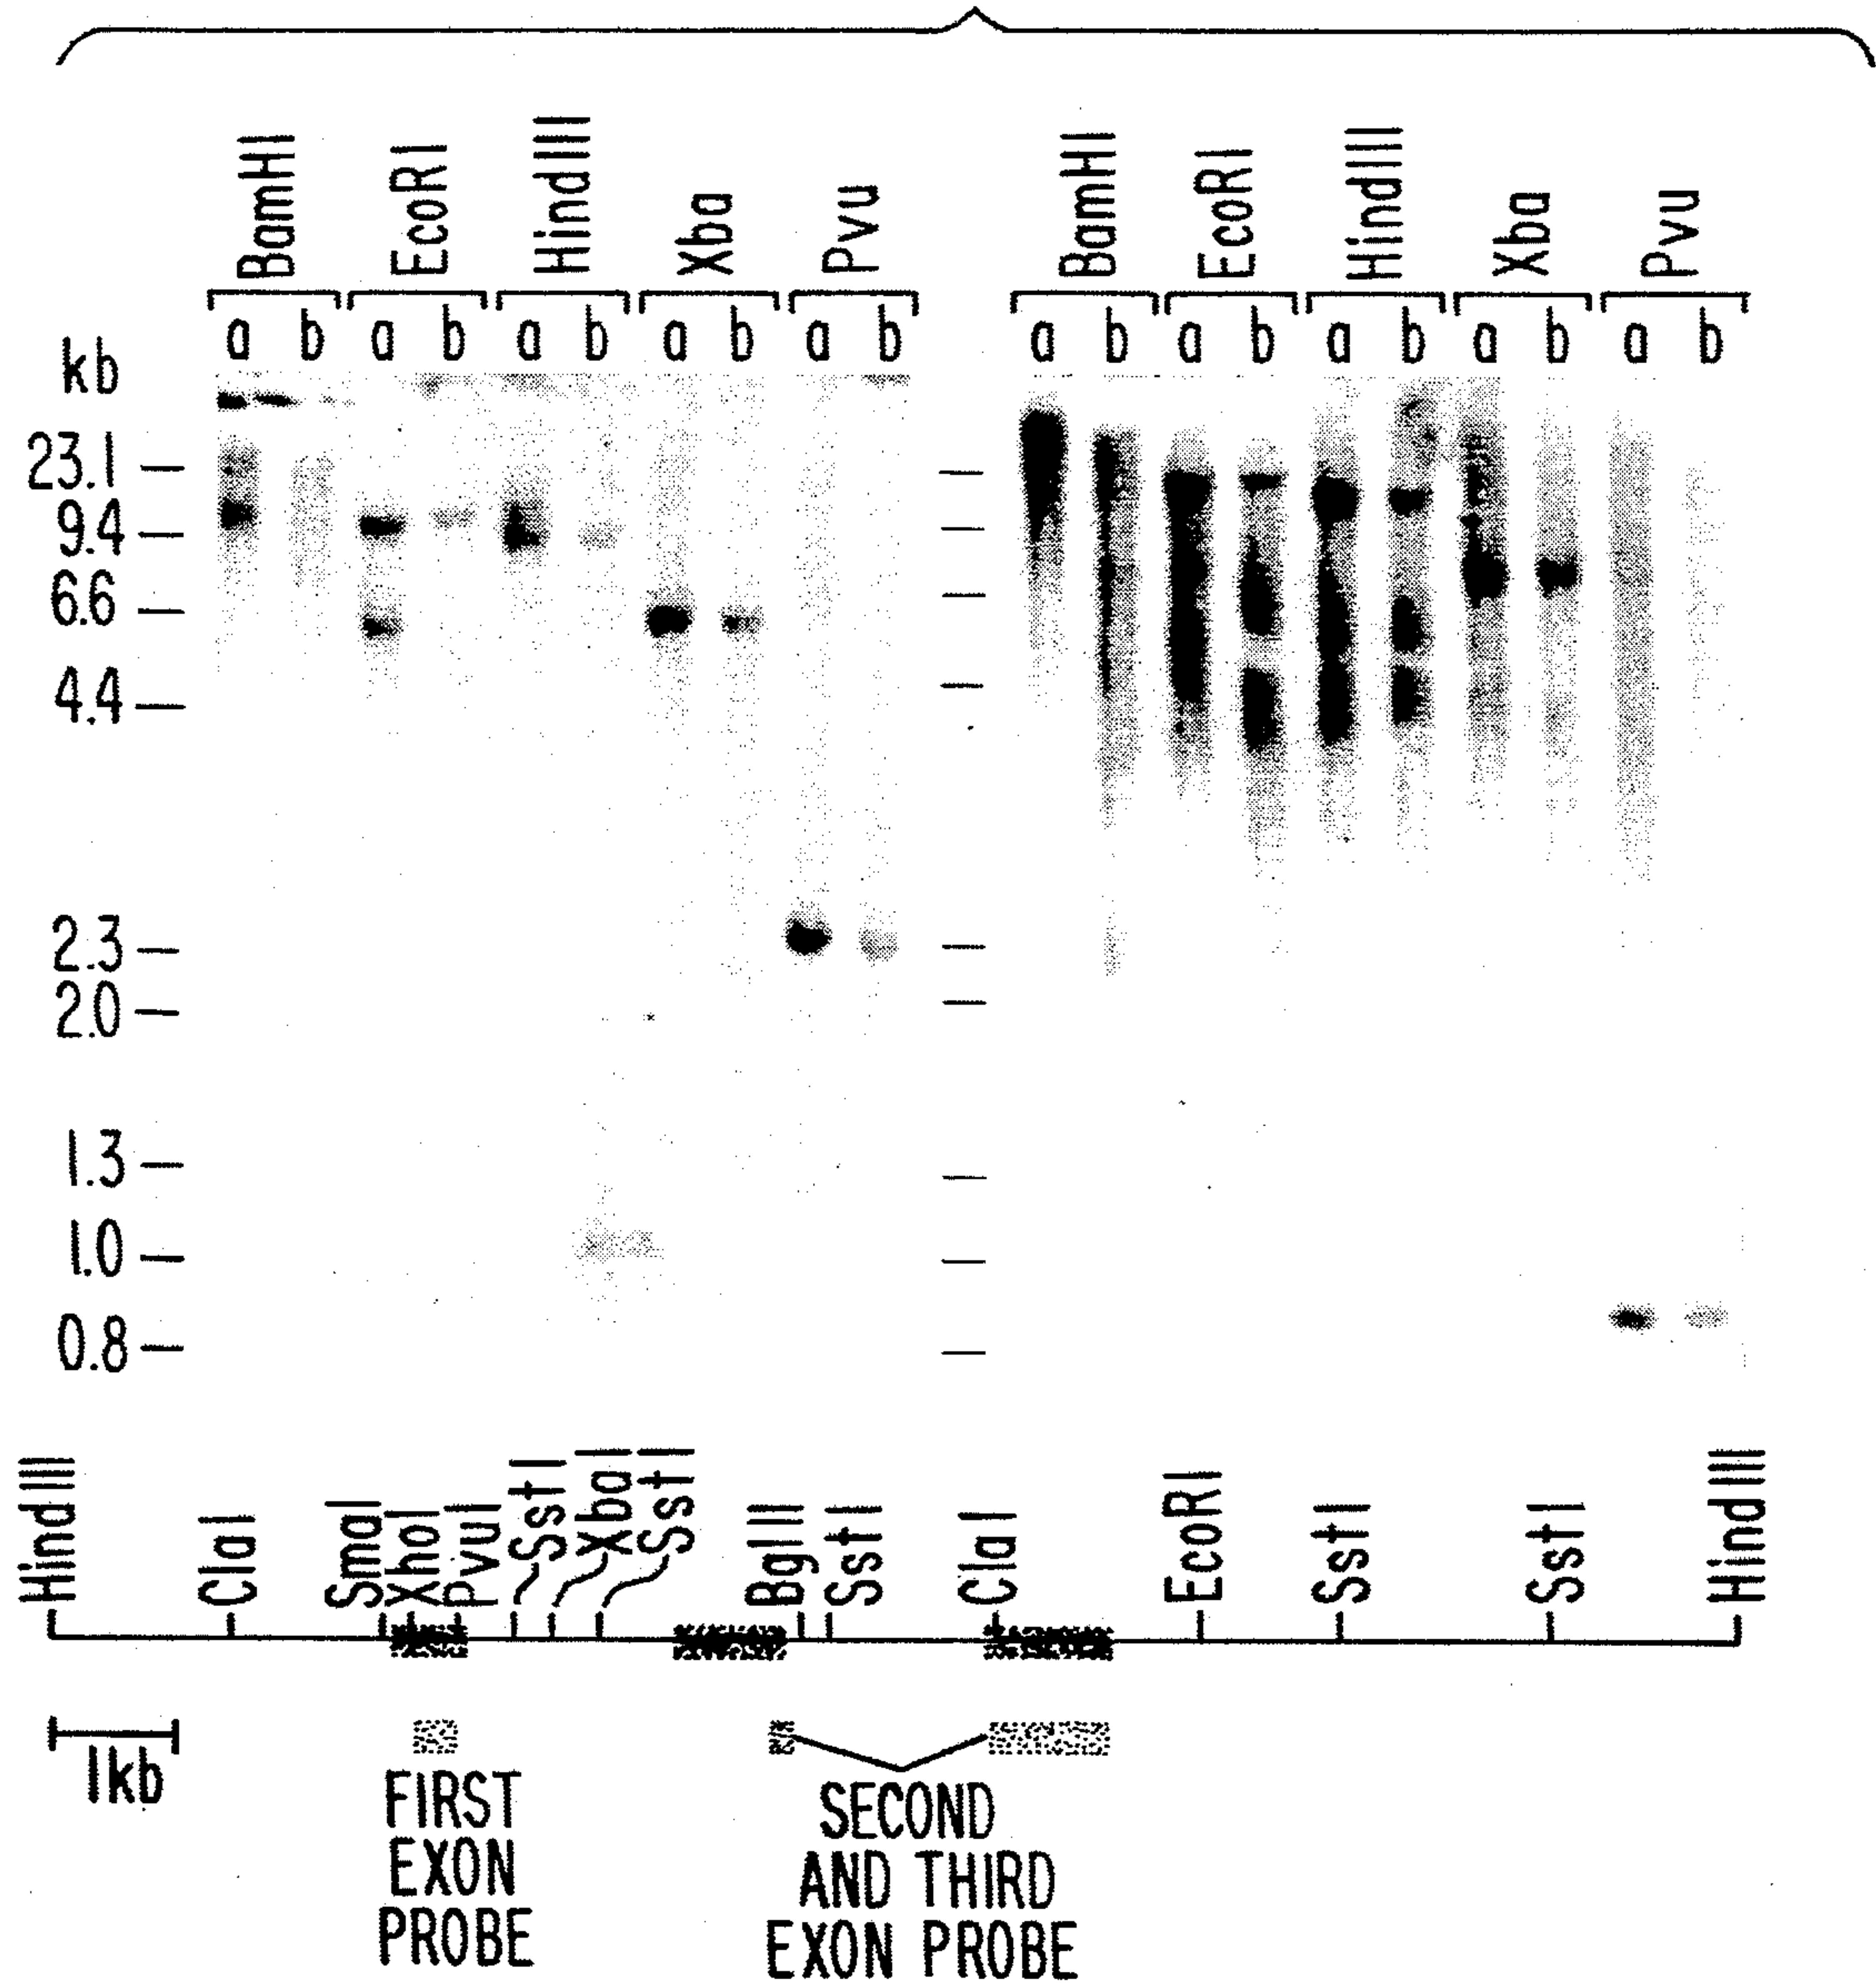 BamHI EcoRI HindIII Xba Pvu BamHI EcoRI HindIII Xba Pvu
a b a b a b a b a b a b a b a b a b a b
kb
23.1
9.4
6.6
4.4
2.3
2.0
1.3
1.0
0.8
HindIII ClaI SmaI XhoI PvuI SstI XbaI SstI BglII SstI ClaI EcoRI SstI SstI HindIII
1kb
FIRST
EXON
PROBE
SECOND
AND THIRD
EXON PROBE